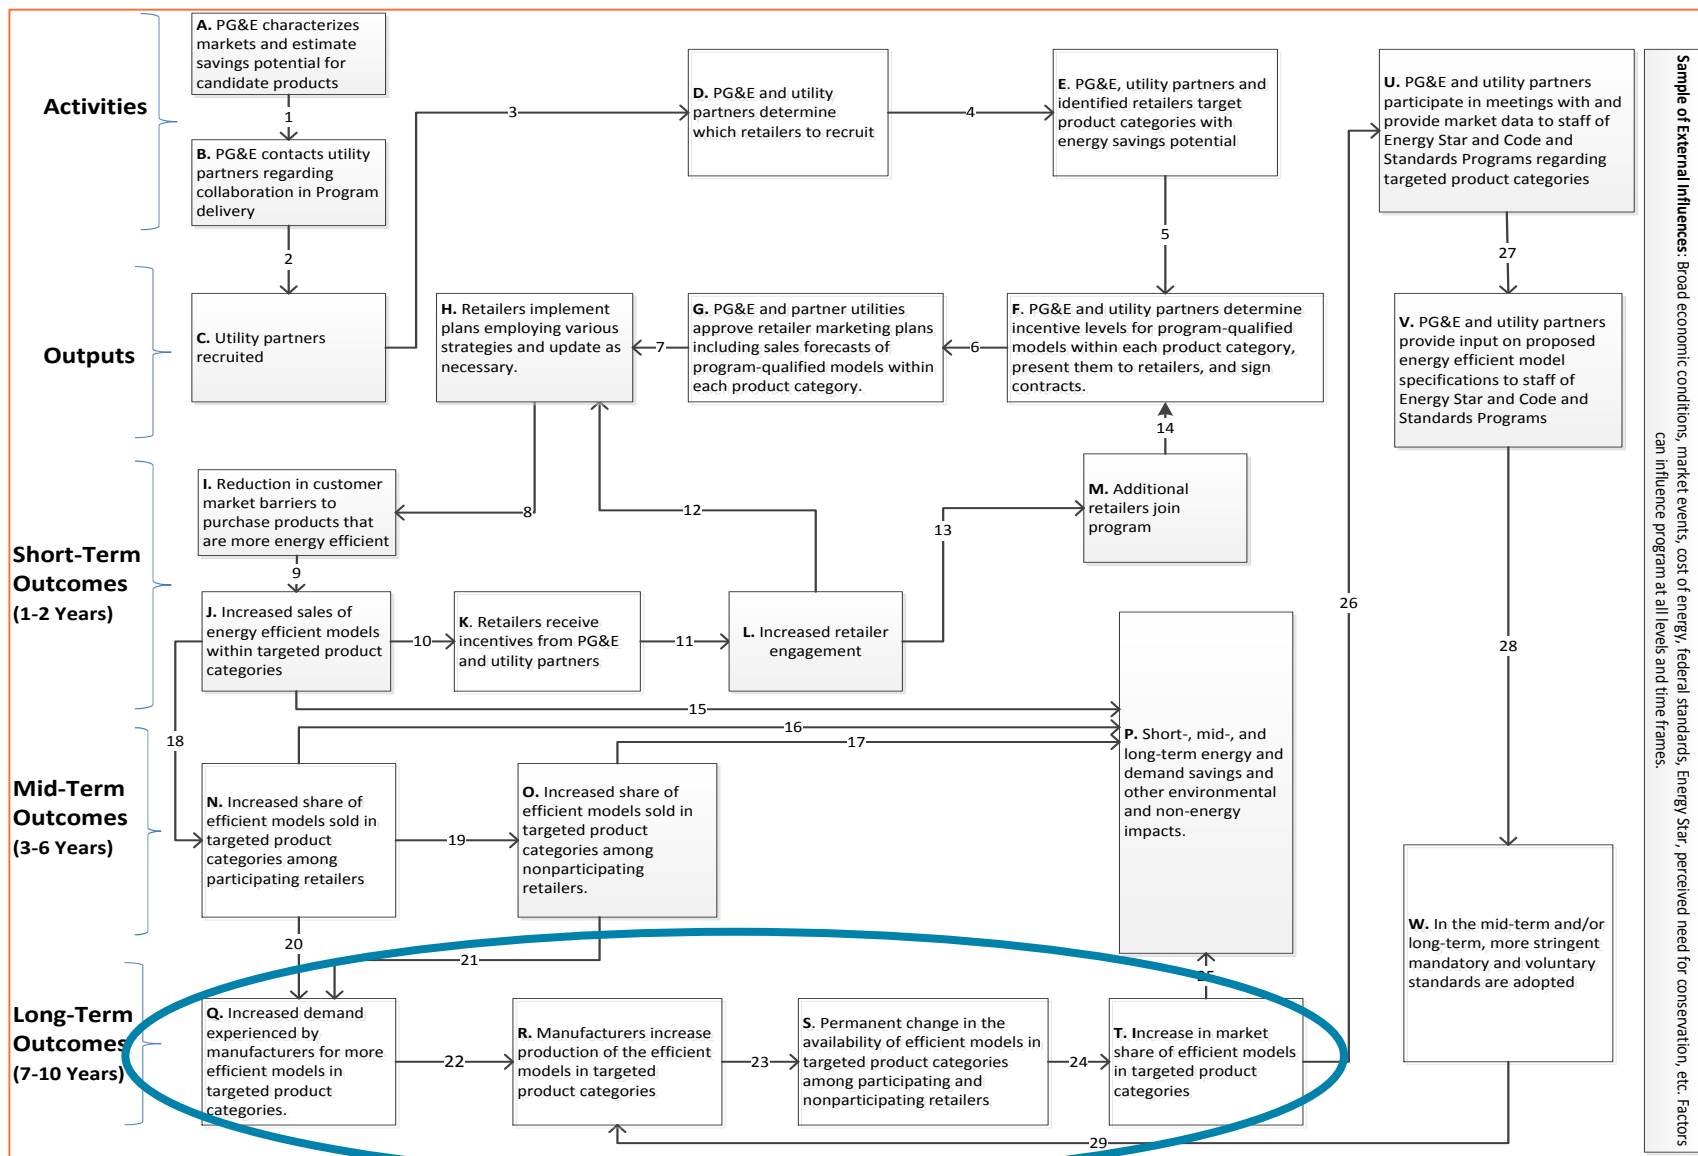 Activities
A. PG&E characterizes
markets and estimate
savings potential for
candidate products
1
B. PG&E contacts utility
partners regarding
collaboration in Program
delivery
2
3
D. PG&E and utility
partners determine
which retailers to recruit
4
E. PG&E, utility partners and
identified retailers target
product categories with
energy savings potential
5
U. PG&E and utility partners
participate in meetings with and
provide market data to staff of
Energy Star and Code and
Standards Programs regarding
targeted product categories
27
Outputs
C. Utility partners
recruited
H. Retailers implement
plans employing various
strategies and update as
necessary.
7
G. PG&E and partner utilities
approve retailer marketing plans
including sales forecasts of
program-qualified models within
each product category.
6
F. PG&E and utility partners determine
incentive levels for program-qualified
models within each product category,
present them to retailers, and sign
contracts.
14
V. PG&E and utility partners
provide input on proposed
energy efficient model
specifications to staff of
Energy Star and Code and
Standards Programs
Short-Term
Outcomes
(1-2 Years)
I. Reduction in customer
market barriers to
purchase products that
are more energy efficient
8
9
12
13
M. Additional
retailers join
program
J. Increased sales of
energy efficient models
within targeted product
categories
10
K. Retailers receive
incentives from PG&E
and utility partners
11
L. Increased retailer
engagement
26
28
15
16
17
18
Mid-Term
Outcomes
(3-6 Years)
N. Increased share of
efficient models sold in
targeted product
categories among
participating retailers
19
O. Increased share of
efficient models sold in
targeted product
categories among
nonparticipating
retailers.
P. Short-, mid-, and
long-term energy and
demand savings and
other environmental
and non-energy
impacts.
W. In the mid-term and/or
long-term, more stringent
mandatory and voluntary
standards are adopted
20
21
25
Long-Term
Outcomes
(7-10 Years)
Q. Increased demand
experienced by
manufacturers for more
efficient models in
targeted product
categories.
22
R. Manufacturers increase
production of the efficient
models in targeted
product categories
23
S. Permanent change in the
availability of efficient models in
targeted product categories
among participating and
nonparticipating retailers
24
T. Increase in market
share of efficient models
in targeted product
categories
29
Sample of External Influences: Broad economic conditions, market events, cost of energy, federal standards, Energy Star, perceived need for conservation, etc.. Factors
can influence program at all levels and time frames.